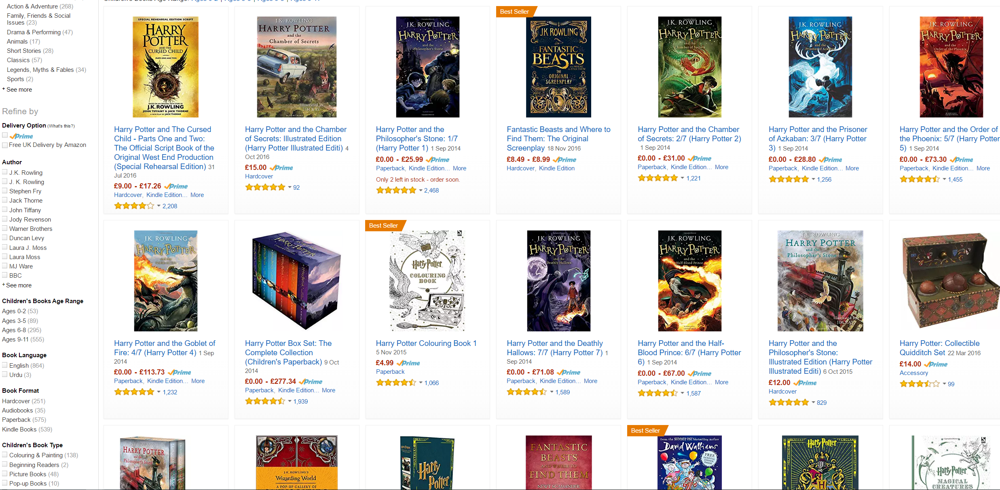 Action & Adventure (268)
Family, Friends & Social
Issues (23)
Drama & Performing (47)
Animals (17)
Short Stories (28)
Classics (57)
Legends, Myths & Fables (34)
Sports (2)
+ See more
Refine by
Delivery Option (What's this?)
Prime
Free UK Delivery by Amazon
Author
J.K. Rowling
J. K. Rowling
Stephen Fry
Jack Thorne
John Tiffany
Jody Revenson
Warner Brothers
Duncan Levy
Laura J. Moss
Laura Moss
MJ Ware
BBC
+ See more
Children's Books Age Range
Ages 0-2 (53)
Ages 3-5 (89)
Ages 6-8 (295)
Ages 9-11 (555)
Book Language
English (864)
Urdu (3)
Book Format
Hardcover (251)
Audiobooks (35)
Paperback (575)
Kindle Books (539)
Children's Book Type
Colouring & Painting (138)
Beginning Readers (2)
Picture Books (48)
Pop-up Books (10)
SPECIAL REHEARSAL EDITION SCRIPT
HARRY
POTTER
AND THE
CURSED CHILD
PARTS ONE AND TWO
BASED ON AN ORIGINAL NEW STORY BY
J.K. ROWLING
JOHN TIFFANY & JACK THORNE
A NEW PLAY BY JACK THORNE
Harry Potter and The Cursed
Child - Parts One and Two:
The Official Script Book of the
Original West End Production
(Special Rehearsal Edition) 31
Jul 2016
£9.00 - £17.26 Prime
Hardcover, Kindle Edition... More
2,208
J.K. ROWLING
HARRY POTTER
and the
Chamber of Secrets
Illustrated by
JIM KAY
BLOOMSBURY
Harry Potter and the Chamber
of Secrets: Illustrated Edition
(Harry Potter Illustrated Editi) 4
Oct 2016
£15.00 Prime
Hardcover
92
J.K. ROWLING
HARRY POTTER
and the
Philosopher's Stone
Harry Potter and the
Philosopher's Stone: 1/7
(Harry Potter 1) 1 Sep 2014
£0.00 - £25.99 Prime
Paperback, Kindle Edition... More
Only 2 left in stock - order soon.
2,468
Best Seller
J.K ROWLING
FANTASTIC
BEASTS
AND WHERE
TO FIND THEM
THE
ORIGINAL
SCREENPLAY
Fantastic Beasts and Where to
Find Them: The Original
Screenplay 18 Nov 2016
£8.49 - £8.99 Prime
Hardcover, Kindle Edition
J.K. ROWLING
HARRY POTTER
and the
Chamber of Secrets
Harry Potter and the Chamber
of Secrets: 2/7 (Harry Potter 2)
1 Sep 2014
£0.00 - £31.00 Prime
Paperback, Kindle Edition... More
1,221
J.K. ROWLING
HARRY POTTER
and the
Prisoner of Azkaban
Harry Potter and the Prisoner
of Azkaban: 3/7 (Harry Potter
3) 1 Sep 2014
£0.00 - £28.80 Prime
Paperback, Kindle Edition... More
1,256
J.K. ROWLING
HARRY POTTER
and the
Order of the Phoenix
Harry Potter and the Order of
the Phoenix: 5/7 (Harry Potter
5) 1 Sep 2014
£0.00 - £73.30 Prime
Paperback, Kindle Edition... More
1,455
J.K. ROWLING
HARRY POTTER
and the
Goblet of Fire
Harry Potter and the Goblet of
Fire: 4/7 (Harry Potter 4) 1 Sep
2014
£0.00 - £113.73 Prime
Paperback, Kindle Edition... More
1,232
J.K. ROWLING
HARRY POTTER
Harry Potter Box Set: The
Complete Collection
(Children's Paperback) 9 Oct
2014
£0.00 - £277.34 Prime
Paperback, Kindle Edition... More
1,939
Best Seller
Harry Potter
COLOURING
BOOK
Harry Potter Colouring Book 1
5 Nov 2015
£4.99 Prime
Paperback
1,066
J.K. ROWLING
HARRY POTTER
and the
Deathly Hallows
Harry Potter and the Deathly
Hallows: 7/7 (Harry Potter 7) 1
Sep 2014
£0.00 - £71.08 Prime
Paperback, Kindle Edition... More
1,589
J.K. ROWLING
HARRY POTTER
and the
Half-Blood Prince
Harry Potter and the Half-
Blood Prince: 6/7 (Harry Potter
6) 1 Sep 2014
£0.00 - £67.00 Prime
Paperback, Kindle Edition... More
1,587
J.K. ROWLING
HARRY POTTER
and the
Philosopher's Stone
Illustrated by
JIM KAY
Harry Potter and the
Philosopher's Stone:
Illustrated Edition (Harry Potter
Illustrated Editi) 6 Oct 2015
£12.00 Prime
Hardcover
829
Harry Potter: Collectible
Quidditch Set 22 Mar 2016
£14.00 Prime
Accessory
99
J.K. ROWLING
HARRY POTTER
and the
Philosopher's Stone
J.K. ROWLING'S
Wizarding World
A POP-UP GALLERY OF
Harry
Potter
FANTASTIC
BEASTS
AND WHERE TO
FIND THEM
NEWT SCAMANDER
Best Seller
from the NUMBER ONE bestselling author
David Walliams
FREE
HOSPITAL
DINNER
INSIDE
GRYFFI
VENCLAW
Harry Potter
H
Harry Potter
MAGICAL
CREATURES